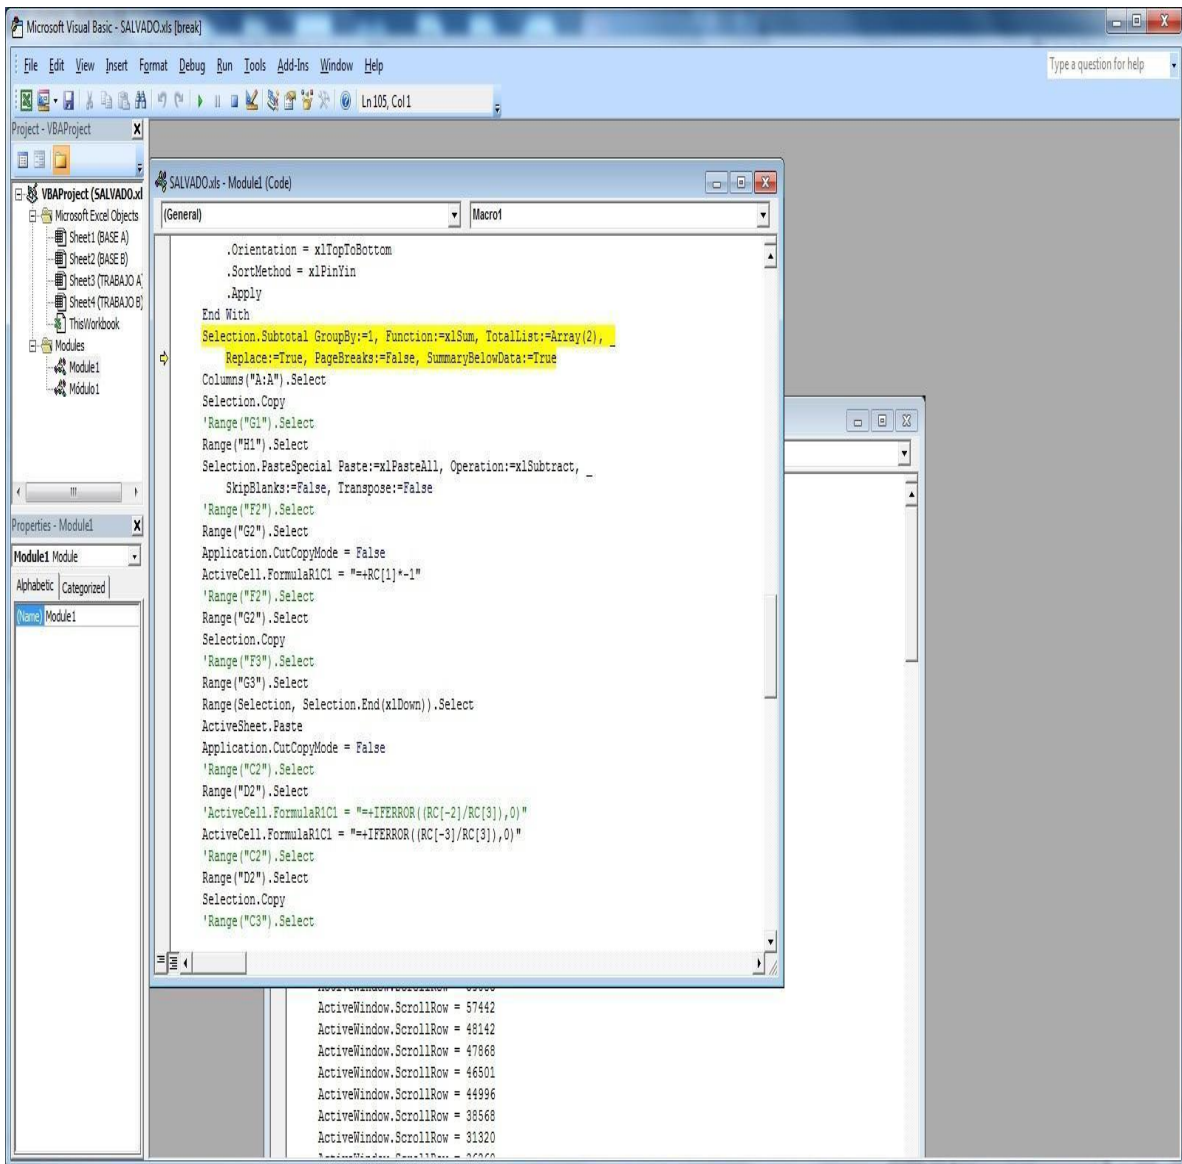 Microsoft Visual Basic - SALVADO.xls [break]
File Edit View Insert Format Debug Run Tools Add-Ins Window Help
Type a question for help
Ln 105, Col 1
Project - VBAProject
VBAProject (SALVADO.xl
Microsoft Excel Objects
Sheet1 (BASE A)
Sheet2 (BASE B)
Sheet3 (TRABAJO A
Sheet4 (TRABAJO B)
ThisWorkbook
Modules
Module1
Módulo1
Properties - Module1
Module1 Module
Alphabetic Categorized
(Name) Module1
SALVADO.xls - Module1 (Code)
(General) Macro1
.Orientation = xlTopToBottom
.SortMethod = xlPinYin
.Apply
End With
Selection.Subtotal GroupBy:=1, Function:=xlSum, TotalList:=Array(2), _
Replace:=True, PageBreaks:=False, SummaryBelowData:=True
Columns("A:A").Select
Selection.Copy
'Range("G1").Select
Range("H1").Select
Selection.PasteSpecial Paste:=xlPasteAll, Operation:=xlSubtract, _
SkipBlanks:=False, Transpose:=False
'Range("F2").Select
Range("G2").Select
Application.CutCopyMode = False
ActiveCell.FormulaR1C1 = "=+RC[1]*-1"
'Range("F2").Select
Range("G2").Select
Selection.Copy
'Range("F3").Select
Range("G3").Select
Range(Selection, Selection.End(xlDown)).Select
ActiveSheet.Paste
Application.CutCopyMode = False
'Range("C2").Select
Range("D2").Select
'ActiveCell.FormulaR1C1 = "=+IFERROR((RC[-2]/RC[3]),0)"
ActiveCell.FormulaR1C1 = "=+IFERROR((RC[-3]/RC[3]),0)"
'Range("C2").Select
Range("D2").Select
Selection.Copy
'Range("C3").Select
ActiveWindow.ScrollRow = 57442
ActiveWindow.ScrollRow = 48142
ActiveWindow.ScrollRow = 47868
ActiveWindow.ScrollRow = 46501
ActiveWindow.ScrollRow = 44996
ActiveWindow.ScrollRow = 38568
ActiveWindow.ScrollRow = 31320